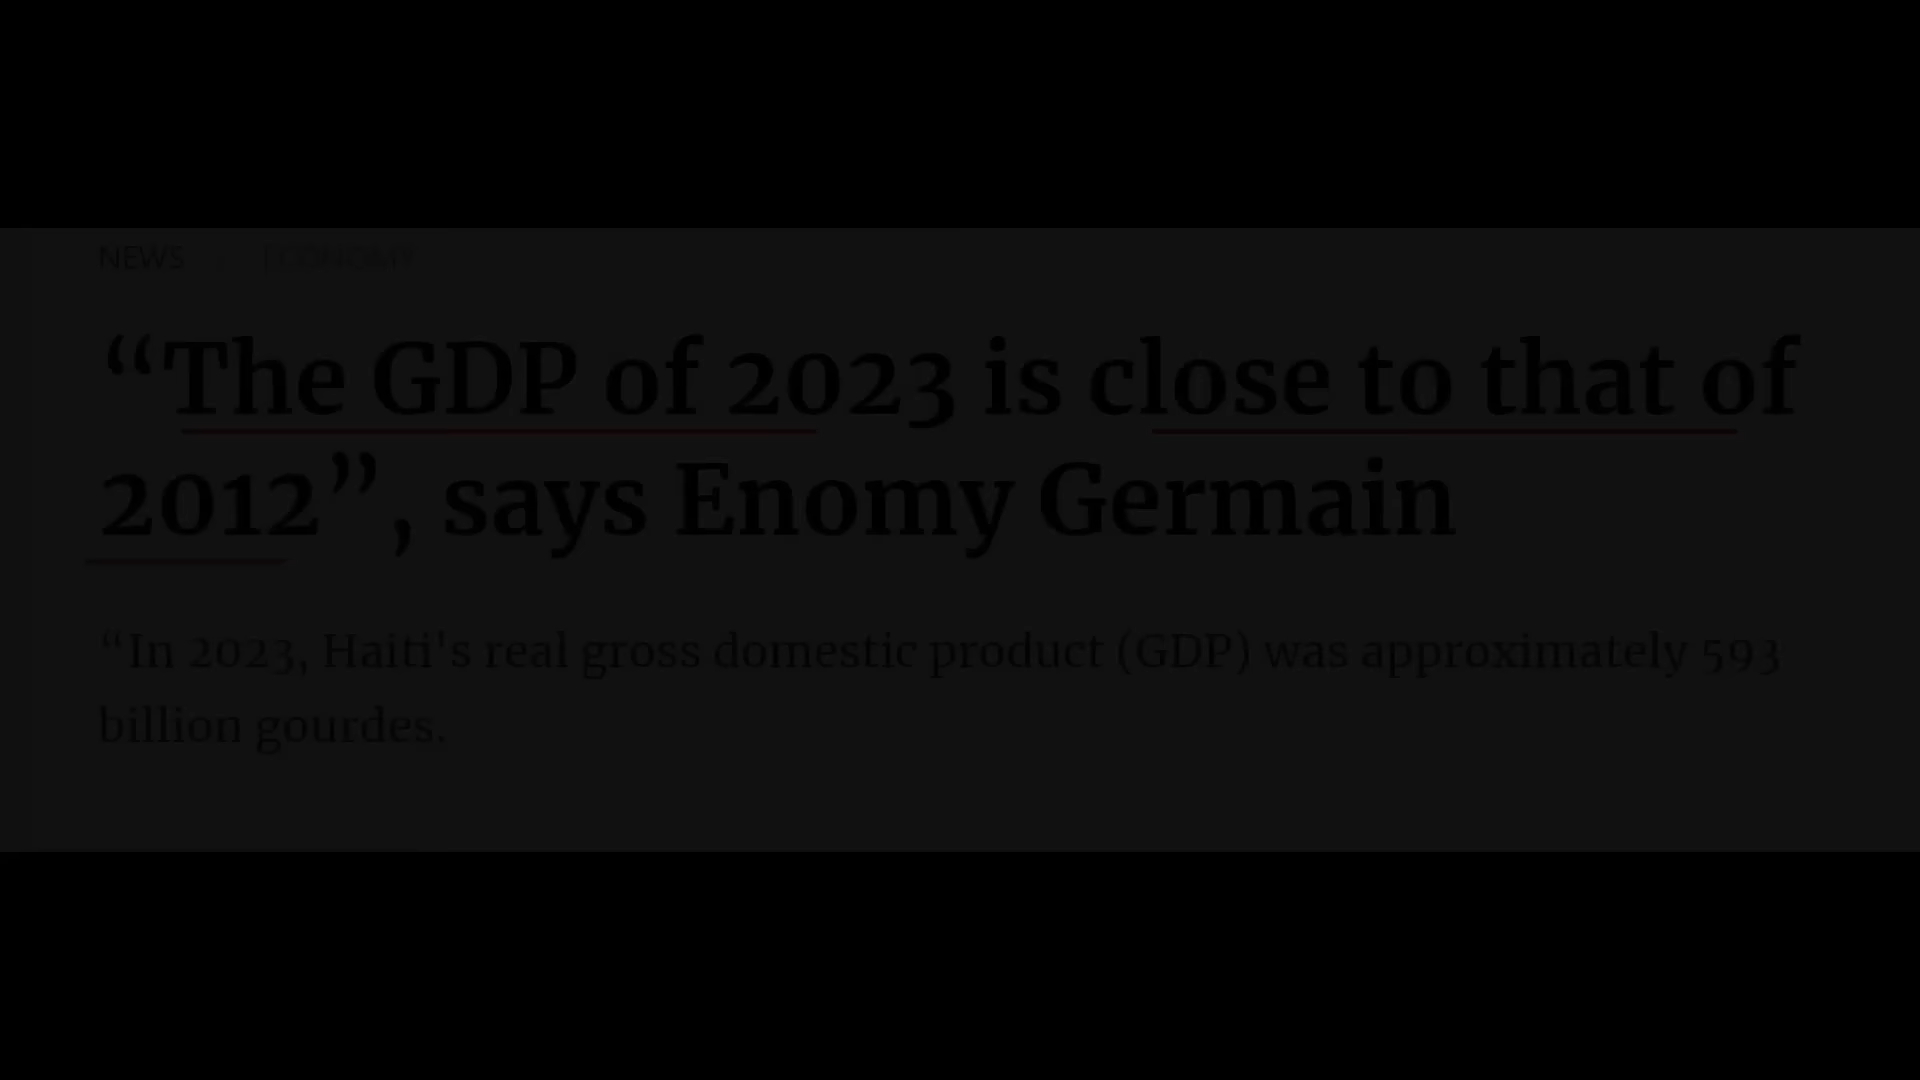 NEWS ECONOMY
“The GDP of 2023 is close to that of
2012”, says Enomy Germain
“In 2023, Haiti's real gross domestic product (GDP) was approximately 593
billion gourdes.